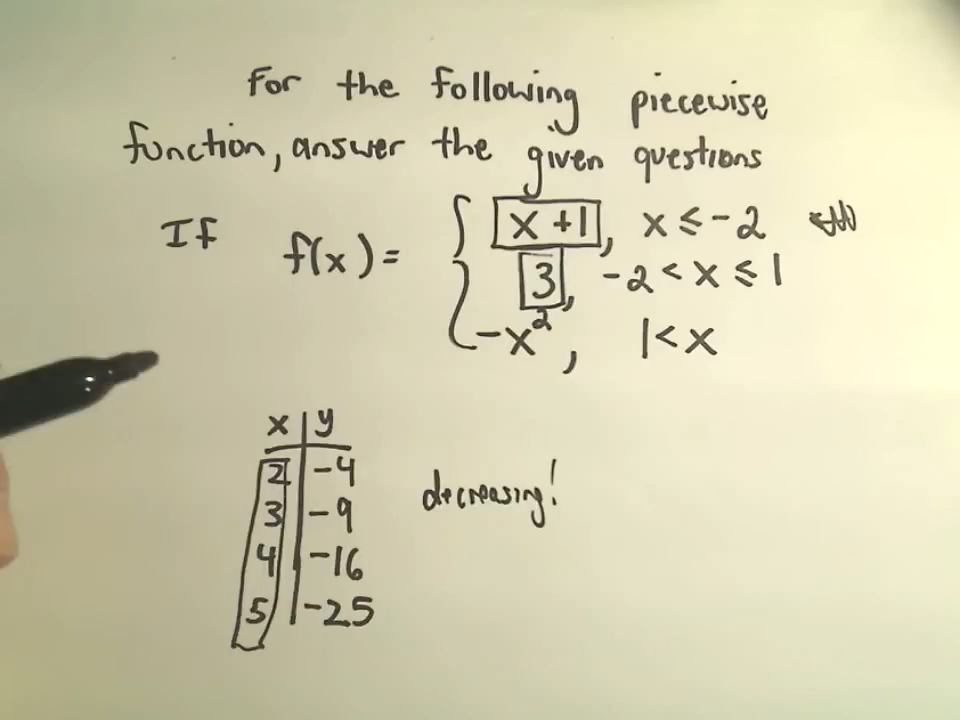 For the following piecewise
function, answer the given questions
If f(x) = { x+1, x ≤ -2
3, -2 < x ≤ 1
-x², 1 < x
x | y
2 | -4
3 | -9
4 | -16
5 | -25
decreasing!